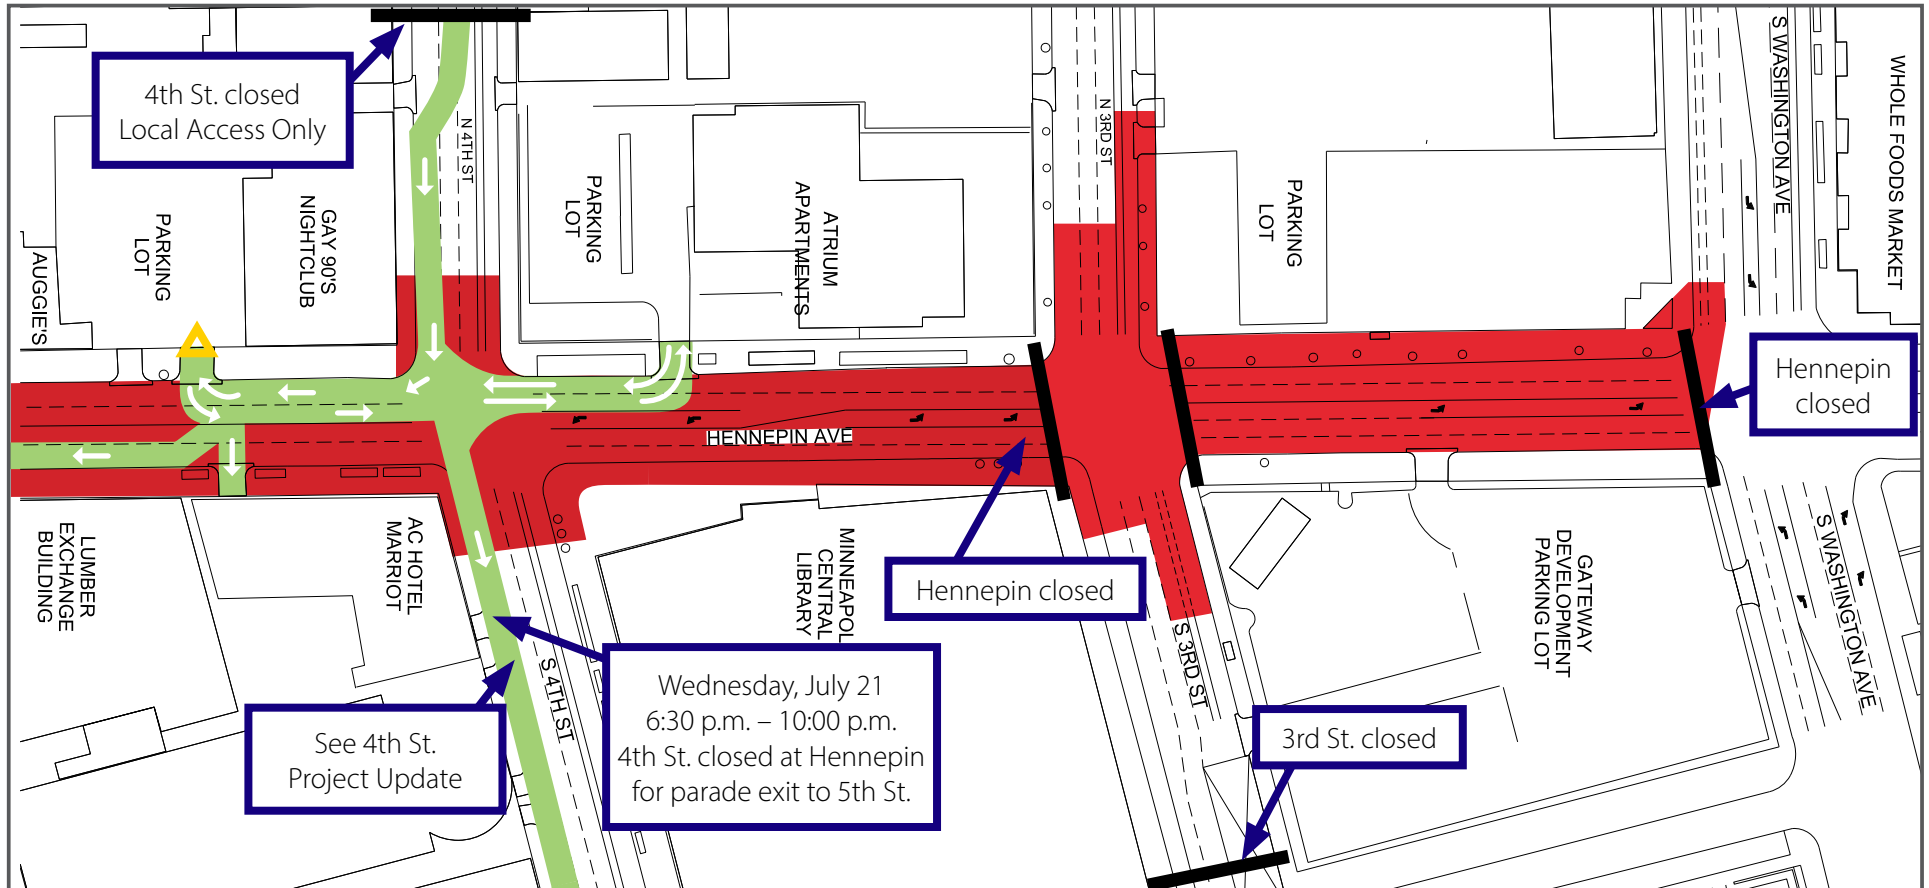 4th St. closed
Local Access Only
N 4TH ST
N 3RD ST
S WASHINGTON AVE
WHOLE FOODS MARKET
AUGGIE'S
PARKING
LOT
GAY 90'S
NIGHTCLUB
PARKING
LOT
ATRIUM
APARTMENTS
PARKING
LOT
Hennepin
closed
HENNEPIN AVE
LUMBER
EXCHANGE
BUILDING
AC HOTEL
MARRIOT
MINNEAPOL
CENTRAL
LIBRARY
Hennepin closed
GATEWAY
DEVELOPMENT
PARKING LOT
S WASHINGTON AVE
S 4TH ST
S 3RD ST
Wednesday, July 21
6:30 p.m. – 10:00 p.m.
4th St. closed at Hennepin
for parade exit to 5th St.
See 4th St.
Project Update
3rd St. closed